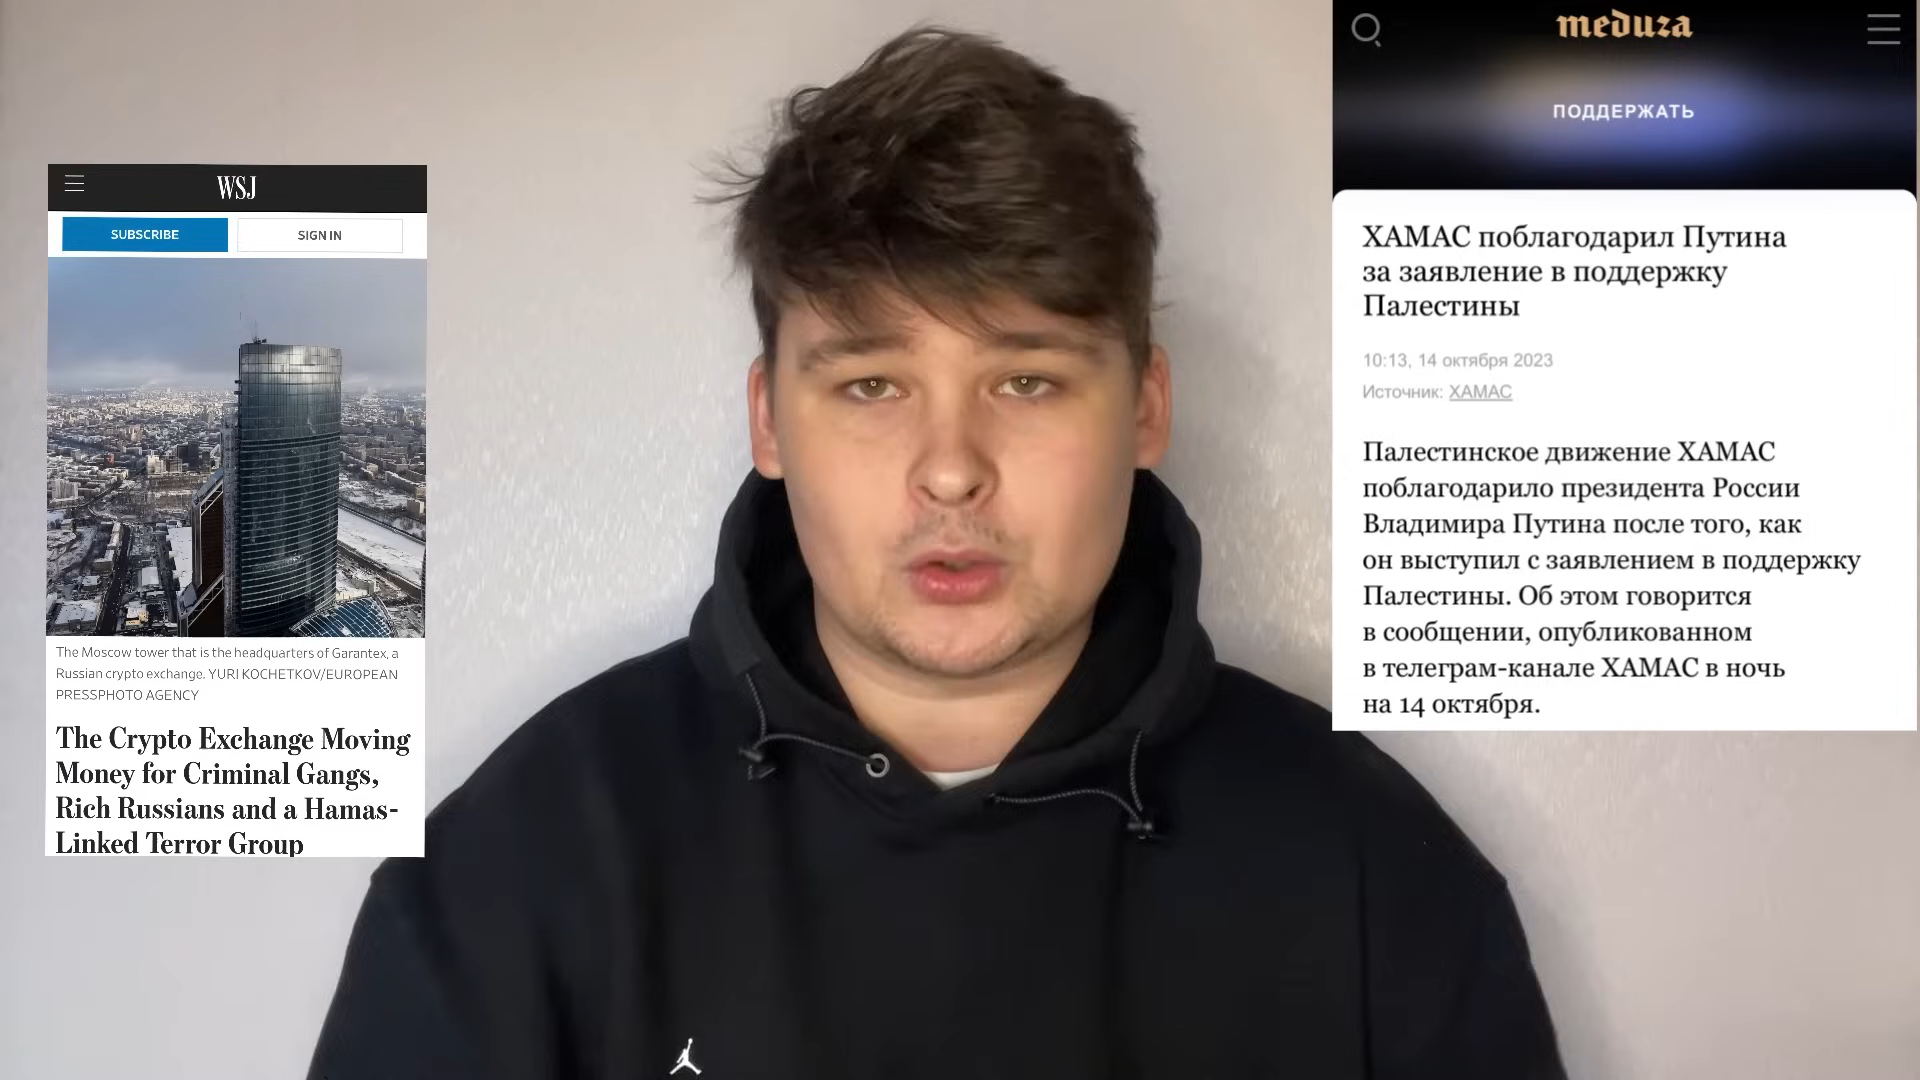 WSJ
SUBSCRIBE
SIGN IN
The Moscow tower that is the headquarters of Garantex, a
Russian crypto exchange. YURI KOCHETKOV/EUROPEAN
PRESSPHOTO AGENCY
The Crypto Exchange Moving
Money for Criminal Gangs,
Rich Russians and a Hamas-
Linked Terror Group
meduza
ПОДДЕРЖАТЬ
ХАМАС поблагодарил Путина
за заявление в поддержку
Палестины
10:13, 14 октября 2023
Источник: ХАМАС
Палестинское движение ХАМАС
поблагодарило президента России
Владимира Путина после того, как
он выступил с заявлением в поддержку
Палестины. Об этом говорится
в сообщении, опубликованном
в телеграм-канале ХАМАС в ночь
на 14 октября.